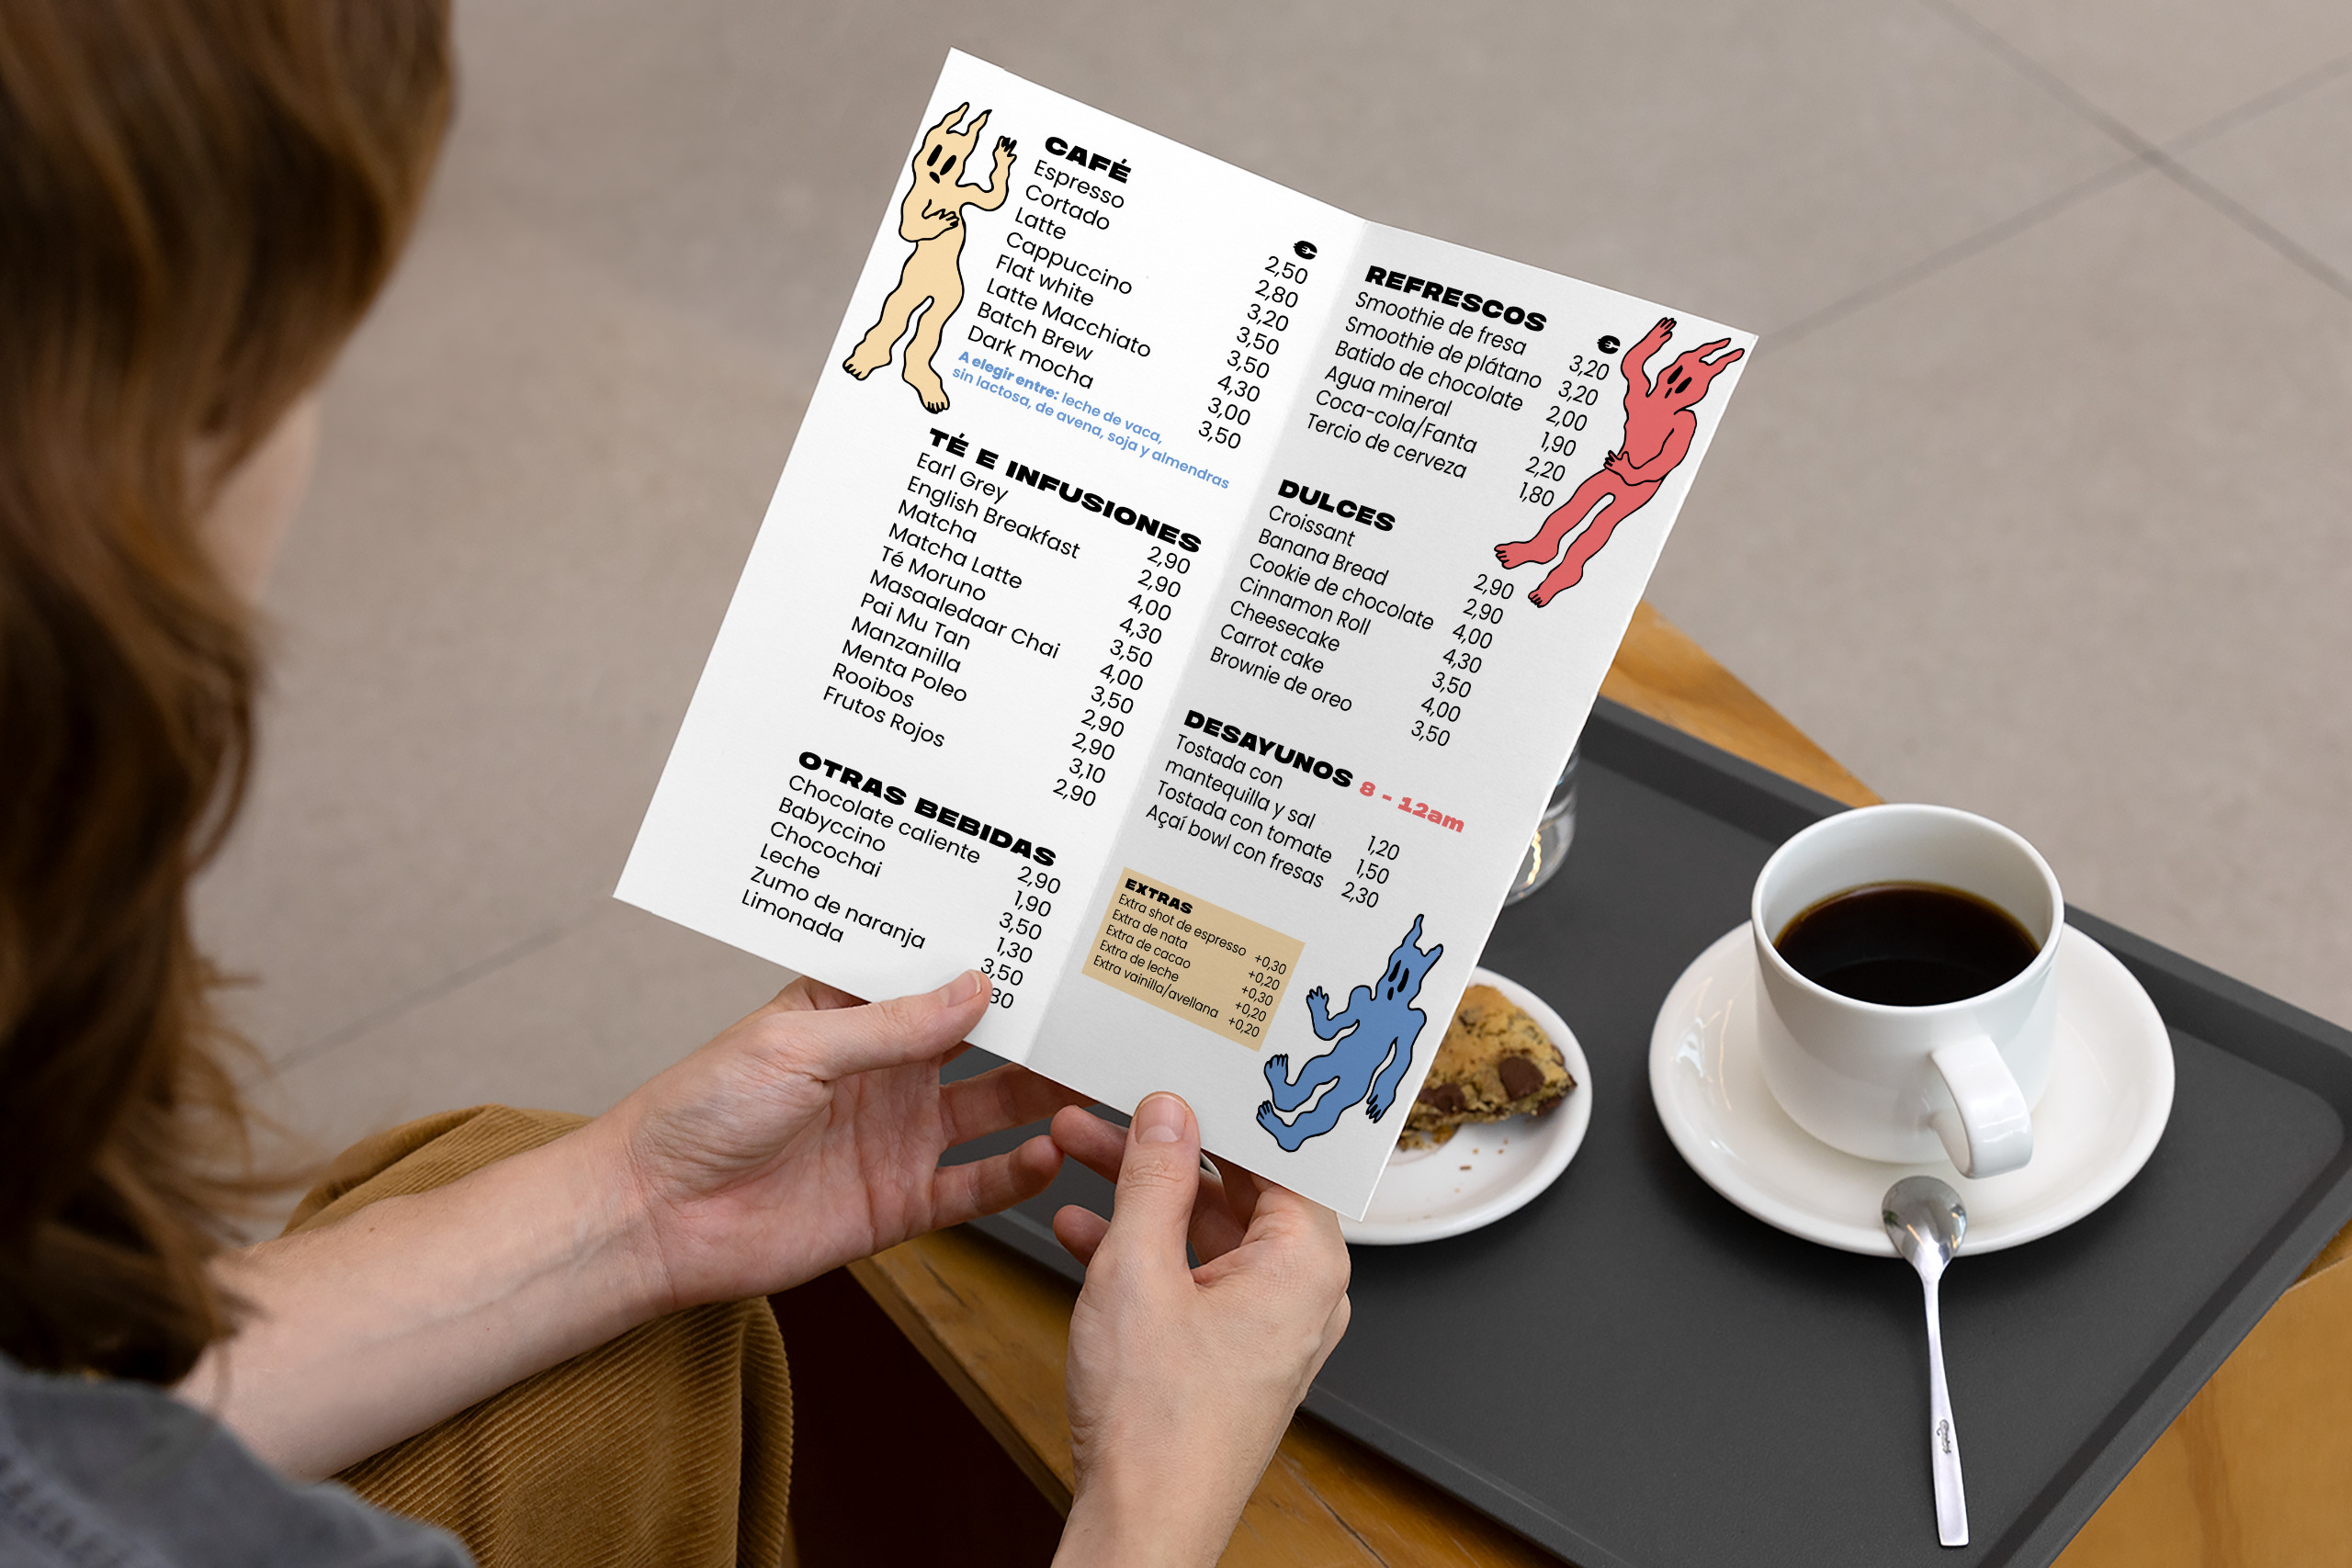 CAFÉ
€
Espresso 2,50
Cortado 2,80
Latte 3,20
Cappuccino 3,50
Flat white 3,50
Latte Macchiato 4,30
Batch Brew 3,00
Dark mocha 3,50
A elegir entre: leche de vaca,
sin lactosa, de avena, soja y almendras
TÉ E INFUSIONES
Earl Grey 2,90
English Breakfast 2,90
Matcha 4,00
Matcha Latte 4,30
Té Moruno 3,50
Masaaledaar Chai 4,00
Pai Mu Tan 3,50
Manzanilla 2,90
Menta Poleo 2,90
Rooibos 3,10
Frutos Rojos 2,90
OTRAS BEBIDAS
Chocolate caliente 2,90
Babyccino 1,90
Chocochai 3,50
Leche 1,30
Zumo de naranja 3,50
Limonada 30
REFRESCOS
€
Smoothie de fresa 3,20
Smoothie de plátano 3,20
Batido de chocolate 2,00
Agua mineral 1,90
Coca-cola/Fanta 2,20
Tercio de cerveza 1,80
DULCES
Croissant 2,90
Banana Bread 2,90
Cookie de chocolate 4,00
Cinnamon Roll 4,30
Cheesecake 3,50
Carrot cake 4,00
Brownie de oreo 3,50
DESAYUNOS 8 - 12am
Tostada con
mantequilla y sal 1,20
Tostada con tomate 1,50
Açaí bowl con fresas 2,30
EXTRAS
Extra shot de espresso +0,30
Extra de nata +0,20
Extra de cacao +0,30
Extra de leche +0,20
Extra vainilla/avellana +0,20